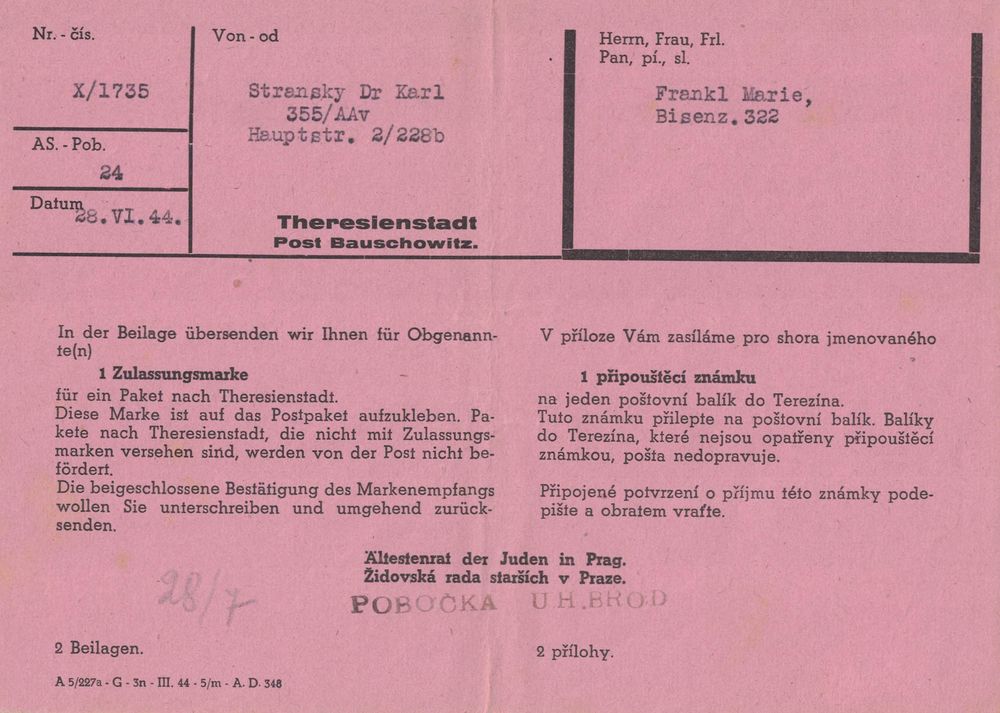 Nr. - čís.
X/1735
AS. - Pob.
24
Datum
28.VI.44.
Von - od
Stransky Dr Karl
355/AAv
Hauptstr. 2/228b
Theresienstadt
Post Bauschowitz.
Herrn, Frau, Frl.
Pan, pí., sl.
Frankl Marie,
Bisenz.322
In der Beilage übersenden wir Ihnen für Obgenann-
te(n)
1 Zulassungsmarke
für ein Paket nach Theresienstadt.
Diese Marke ist auf das Postpaket aufzukleben. Pa-
kete nach Theresienstadt, die nicht mit Zulassungs-
marken versehen sind, werden von der Post nicht be-
fördert.
Die beigeschlossene Bestätigung des Markenempfangs
wollen Sie unterschreiben und umgehend zurück-
senden.
V příloze Vám zasíláme pro shora jmenovaného
1 připouštěcí známku
na jeden poštovní balík do Terezína.
Tuto známku přilepte na poštovní balík. Balíky
do Terezína, které nejsou opatřeny připouštěcí
známkou, pošta nedopravuje.
Připojené potvrzení o příjmu této známky pode-
pište a obratem vraťte.
Ältestenrat der Juden in Prag.
Židovská rada starších v Praze.
POBOČKA U.H.BROD
28/7
2 Beilagen.
2 přílohy.
A 5/227a - G - 3n - III. 44 - 5/m - A. D. 348